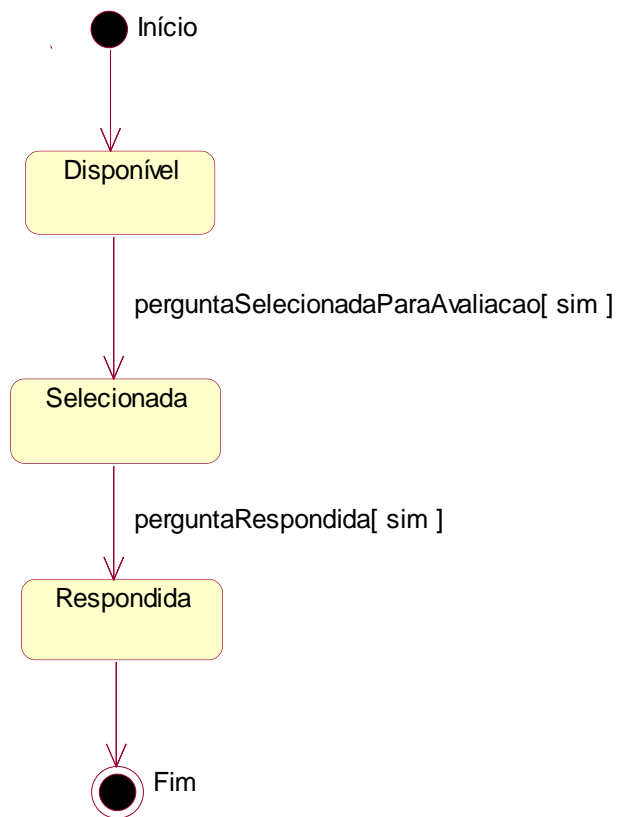 Início
Disponível
perguntaSelecionadaParaAvaliacao[ sim ]
Selecionada
perguntaRespondida[ sim ]
Respondida
Fim